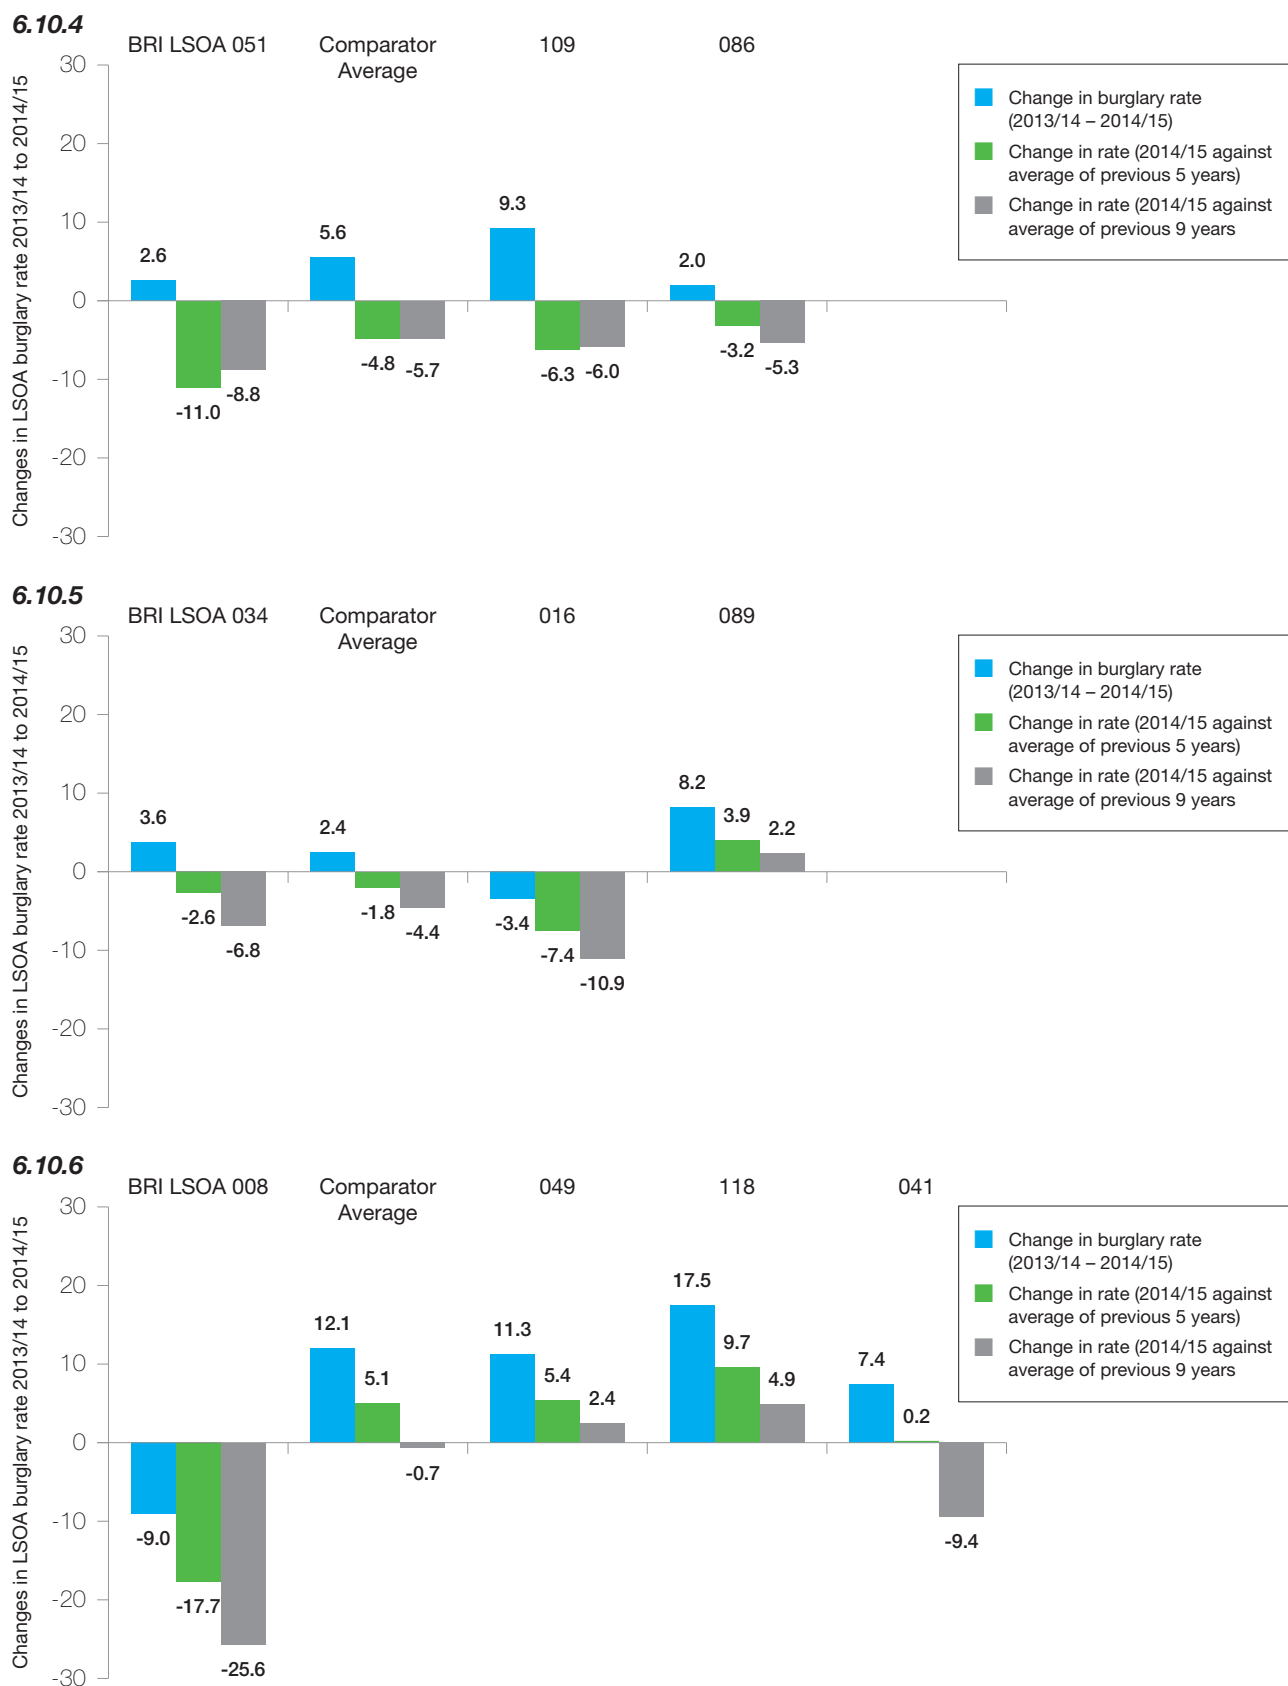 6.10.4
BRI LSOA 051
Comparator
Average
109
086
Changes in LSOA burglary rate 2013/14 to 2014/15
30
20
10
0
-10
-20
-30
2.6
-11.0
-8.8
5.6
-4.8
-5.7
9.3
-6.3
-6.0
2.0
-3.2
-5.3
Change in burglary rate
(2013/14 – 2014/15)
Change in rate (2014/15 against
average of previous 5 years)
Change in rate (2014/15 against
average of previous 9 years
6.10.5
BRI LSOA 034
Comparator
Average
016
089
Changes in LSOA burglary rate 2013/14 to 2014/15
30
20
10
0
-10
-20
-30
3.6
-2.6
-6.8
2.4
-1.8
-4.4
-3.4
-7.4
-10.9
8.2
3.9
2.2
Change in burglary rate
(2013/14 – 2014/15)
Change in rate (2014/15 against
average of previous 5 years)
Change in rate (2014/15 against
average of previous 9 years
6.10.6
BRI LSOA 008
Comparator
Average
049
118
041
Changes in LSOA burglary rate 2013/14 to 2014/15
30
20
10
0
-10
-20
-30
-9.0
-17.7
-25.6
12.1
5.1
-0.7
11.3
5.4
2.4
17.5
9.7
4.9
7.4
0.2
-9.4
Change in burglary rate
(2013/14 – 2014/15)
Change in rate (2014/15 against
average of previous 5 years)
Change in rate (2014/15 against
average of previous 9 years